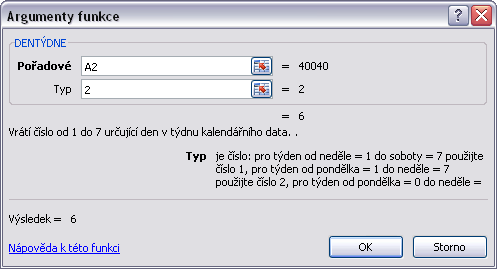 Argumenty funkce
DENTÝDNE
Pořadové A2 = 40040
Typ 2 = 2
= 6
Vrátí číslo od 1 do 7 určující den v týdnu kalendářního data. .
Typ je číslo: pro týden od neděle = 1 do soboty = 7 použijte
číslo 1, pro týden od pondělka = 1 do neděle = 7
použijte číslo 2, pro týden od pondělka = 0 do neděle =
Výsledek = 6
Nápověda k této funkci OK Storno